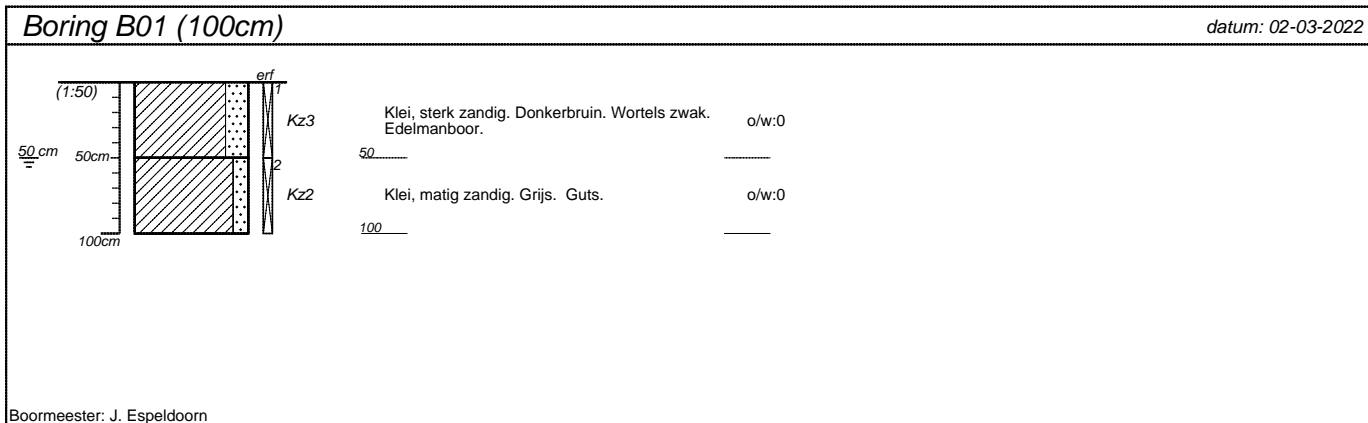 Boring B01 (100cm)
datum: 02-03-2022
erf
(1:50)
1
Kz3
Klei, sterk zandig. Donkerbruin. Wortels zwak.
Edelmanboor.
o/w:0
50 cm
50cm
50
2
Kz2
Klei, matig zandig. Grijs. Guts.
o/w:0
100
100cm
Boormeester: J. Espeldoorn